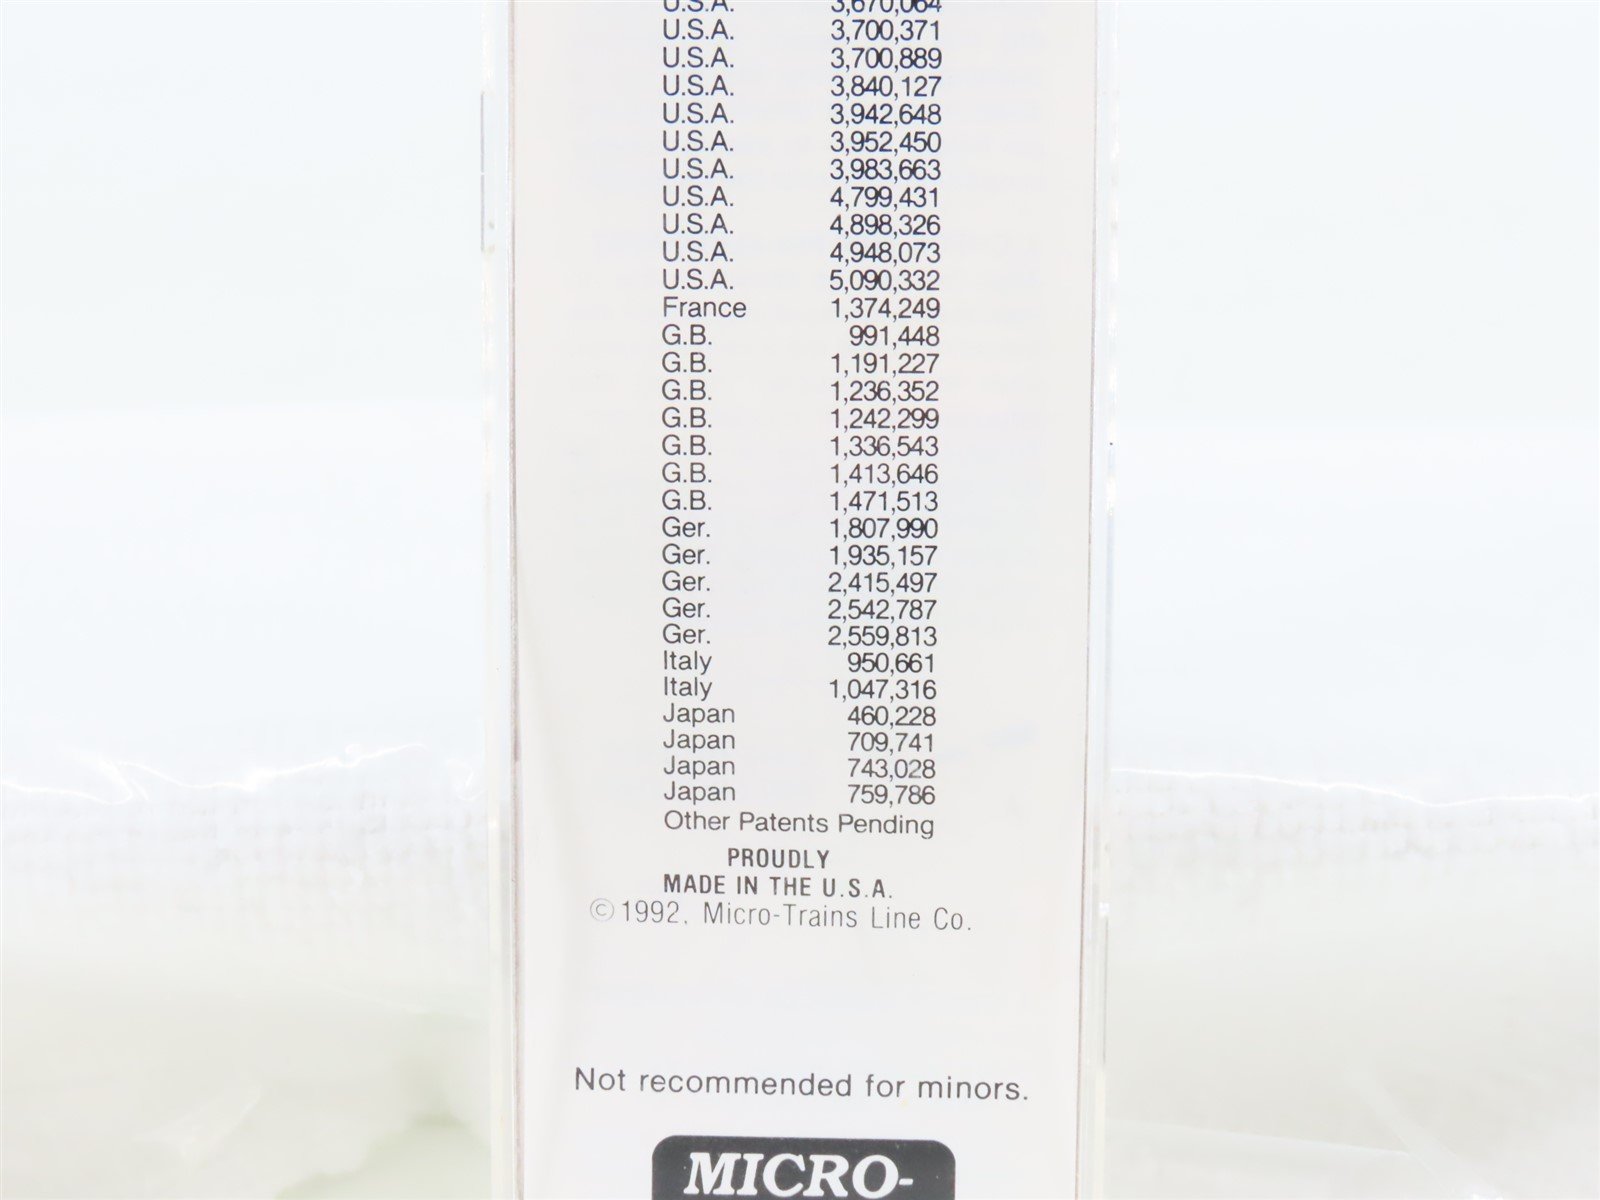 U.S.A. 3,670,064
U.S.A. 3,700,371
U.S.A. 3,700,889
U.S.A. 3,840,127
U.S.A. 3,942,648
U.S.A. 3,952,450
U.S.A. 3,983,663
U.S.A. 4,799,431
U.S.A. 4,898,326
U.S.A. 4,948,073
U.S.A. 5,090,332
France 1,374,249
G.B. 991,448
G.B. 1,191,227
G.B. 1,236,352
G.B. 1,242,299
G.B. 1,336,543
G.B. 1,413,646
G.B. 1,471,513
Ger. 1,807,990
Ger. 1,935,157
Ger. 2,415,497
Ger. 2,542,787
Ger. 2,559,813
Italy 950,661
Italy 1,047,316
Japan 460,228
Japan 709,741
Japan 743,028
Japan 759,786
Other Patents Pending
PROUDLY
MADE IN THE U.S.A.
©1992, Micro-Trains Line Co.
Not recommended for minors.
MICRO-